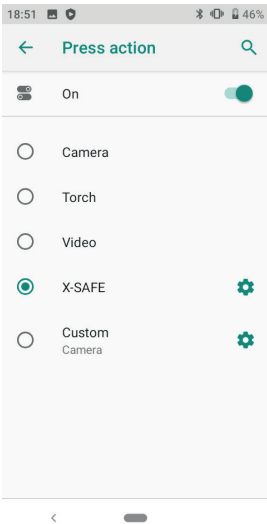 18:51 46%
Press action
On
Camera
Torch
Video
X-SAFE
Custom
Camera